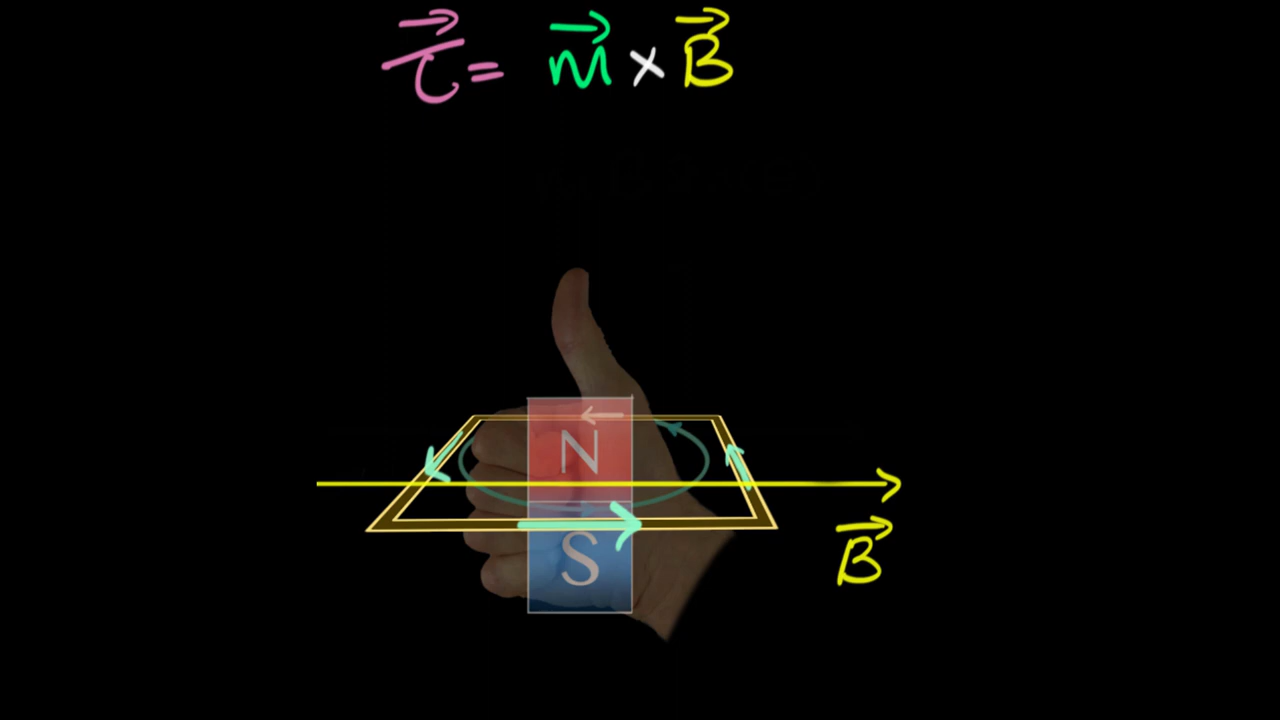 τ⃗ = m⃗ × B⃗
N
S
B⃗